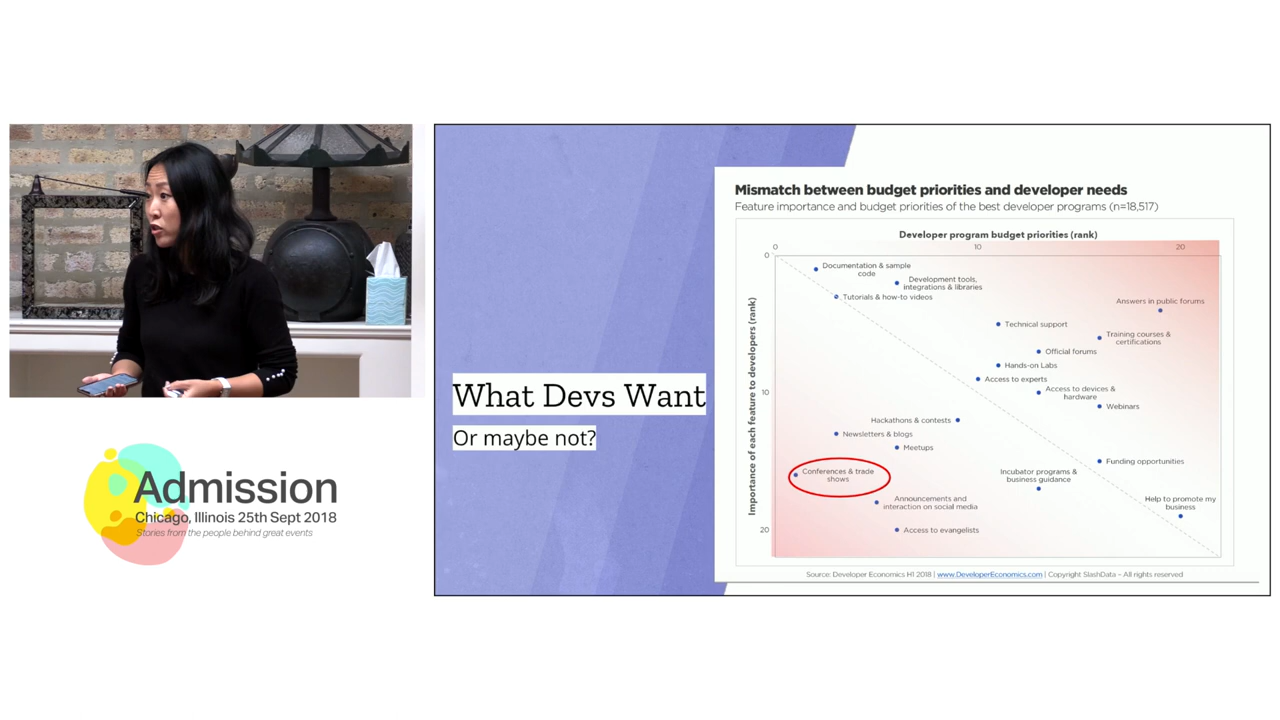 Admission
Chicago, Illinois 25th Sept 2018
Stories from the people behind great events
What Devs Want
Or maybe not?
Mismatch between budget priorities and developer needs
Feature importance and budget priorities of the best developer programs (n=18,517)
Developer program budget priorities (rank)
0
10
20
Importance of each feature to developers (rank)
0
10
20
Documentation & sample
code
Development tools,
integrations & libraries
Tutorials & how-to videos
Answers in public forums
Technical support
Training courses &
certifications
Official forums
Hands-on Labs
Access to experts
Access to devices &
hardware
Webinars
Hackathons & contests
Newsletters & blogs
Meetups
Funding opportunities
Conferences & trade
shows
Incubator programs &
business guidance
Announcements and
interaction on social media
Help to promote my
business
Access to evangelists
Source: Developer Economics H1 2018 | www.DeveloperEconomics.com | Copyright SlashData – All rights reserved